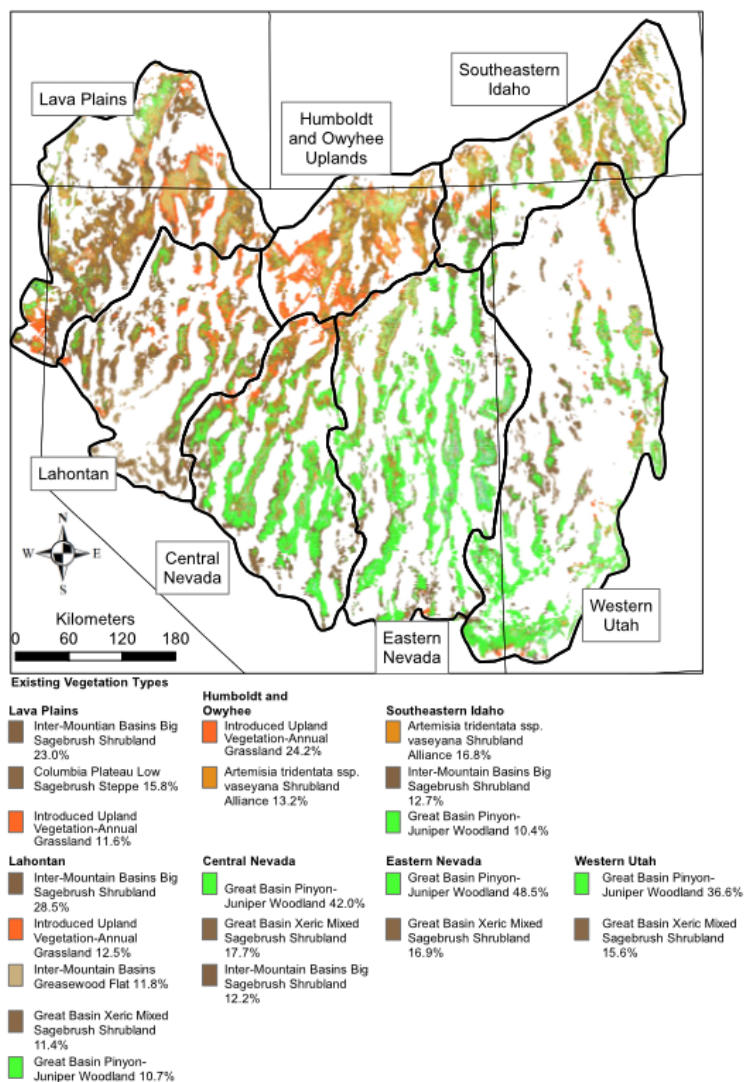 Lava Plains
Southeastern
Idaho
Humboldt
and Owyhee
Uplands
Lahontan
N
W
E
S
Central
Nevada
Kilometers
0 60 120 180
Eastern
Nevada
Western
Utah
Existing Vegetation Types
Lava Plains
Inter-Mountian Basins Big
Sagebrush Shrubland
23.0%
Columbia Plateau Low
Sagebrush Steppe 15.8%
Introduced Upland
Vegetation-Annual
Grassland 11.6%
Humboldt and
Owyhee
Introduced Upland
Vegetation-Annual
Grassland 24.2%
Artemisia tridentata ssp.
vaseyana Shrubland
Alliance 13.2%
Southeastern Idaho
Artemisia tridentata ssp.
vaseyana Shrubland
Alliance 16.8%
Inter-Mountain Basins Big
Sagebrush Shrubland
12.7%
Great Basin Pinyon-
Juniper Woodland 10.4%
Lahontan
Inter-Mountain Basins Big
Sagebrush Shrubland
28.5%
Introduced Upland
Vegetation-Annual
Grassland 12.5%
Inter-Mountain Basins
Greasewood Flat 11.8%
Great Basin Xeric Mixed
Sagebrush Shrubland
11.4%
Great Basin Pinyon-
Juniper Woodland 10.7%
Central Nevada
Great Basin Pinyon-
Juniper Woodland 42.0%
Great Basin Xeric Mixed
Sagebrush Shrubland
17.7%
Inter-Mountain Basins Big
Sagebrush Shrubland
12.2%
Eastern Nevada
Great Basin Pinyon-
Juniper Woodland 48.5%
Great Basin Xeric Mixed
Sagebrush Shrubland
16.9%
Western Utah
Great Basin Pinyon-
Juniper Woodland 36.6%
Great Basin Xeric Mixed
Sagebrush Shrubland
15.6%